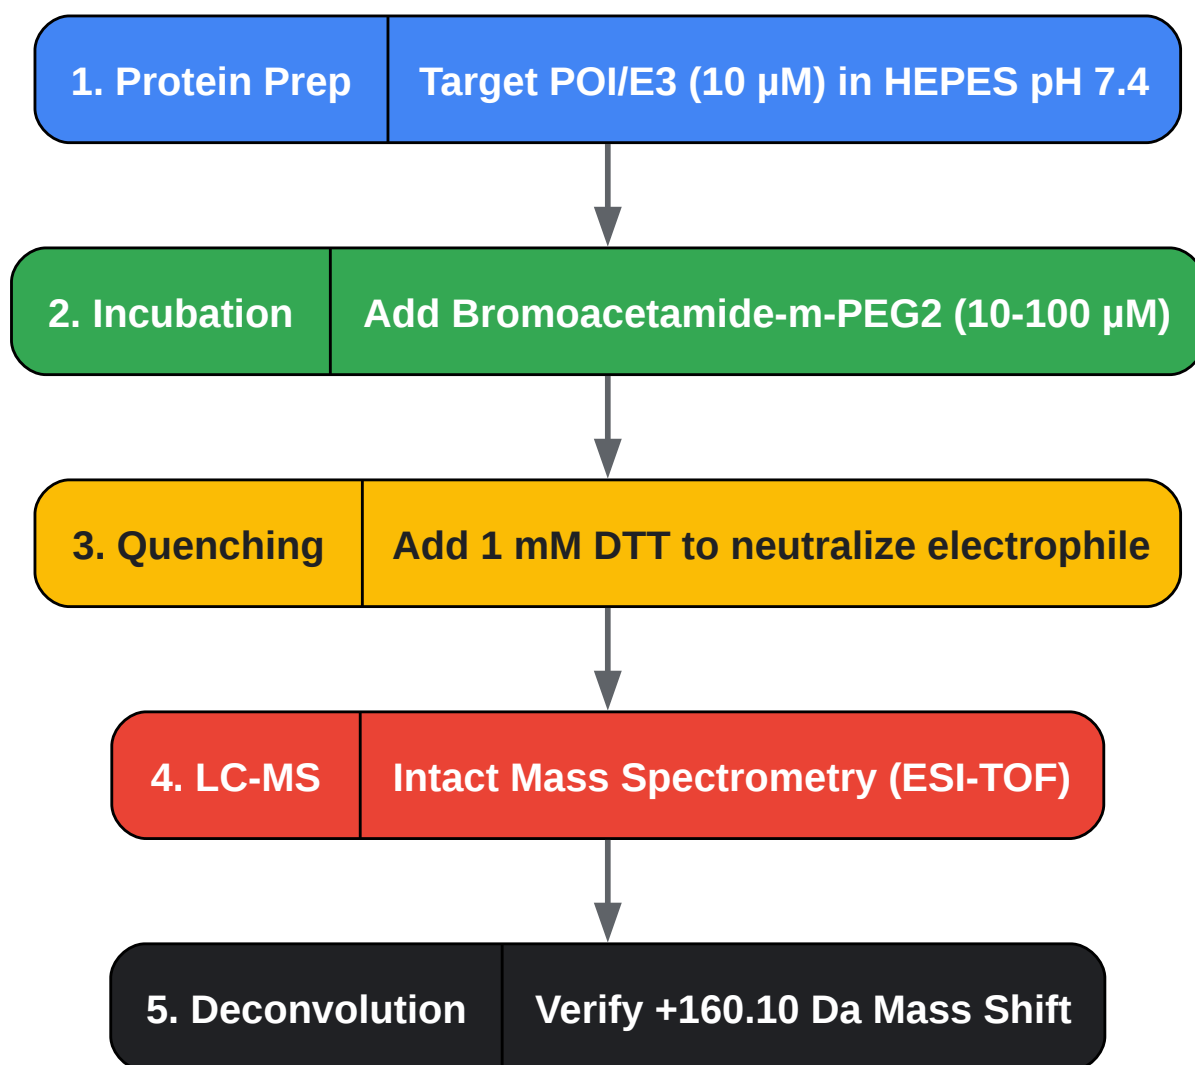 1. Protein Prep Target POI/E3 (10 µM) in HEPES pH 7.4
2. Incubation Add Bromoacetamide-m-PEG2 (10-100 µM)
3. Quenching Add 1 mM DTT to neutralize electrophile
4. LC-MS Intact Mass Spectrometry (ESI-TOF)
5. Deconvolution Verify +160.10 Da Mass Shift